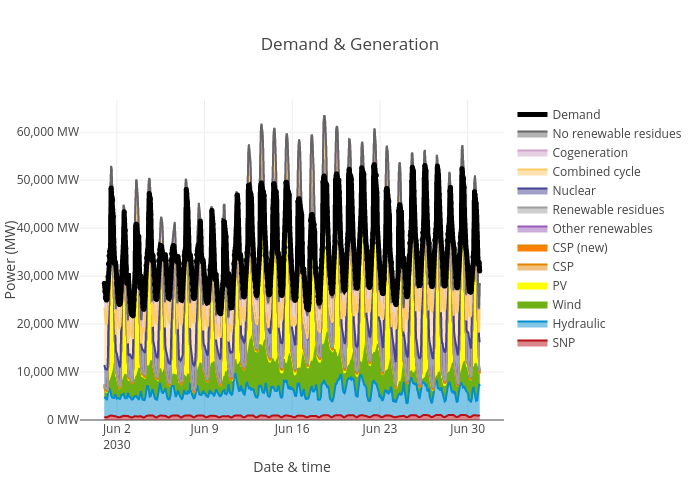 Demand & Generation
Power (MW)
60,000 MW
50,000 MW
40,000 MW
30,000 MW
20,000 MW
10,000 MW
0 MW
Jun 2
2030
Jun 9
Jun 16
Jun 23
Jun 30
Date & time
Demand
No renewable residues
Cogeneration
Combined cycle
Nuclear
Renewable residues
Other renewables
CSP (new)
CSP
PV
Wind
Hydraulic
SNP